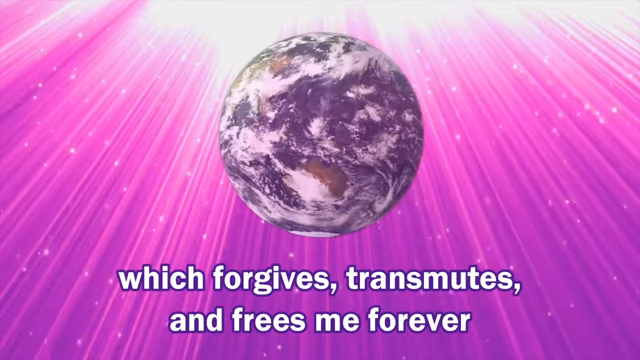 which forgives, transmutes,
and frees me forever